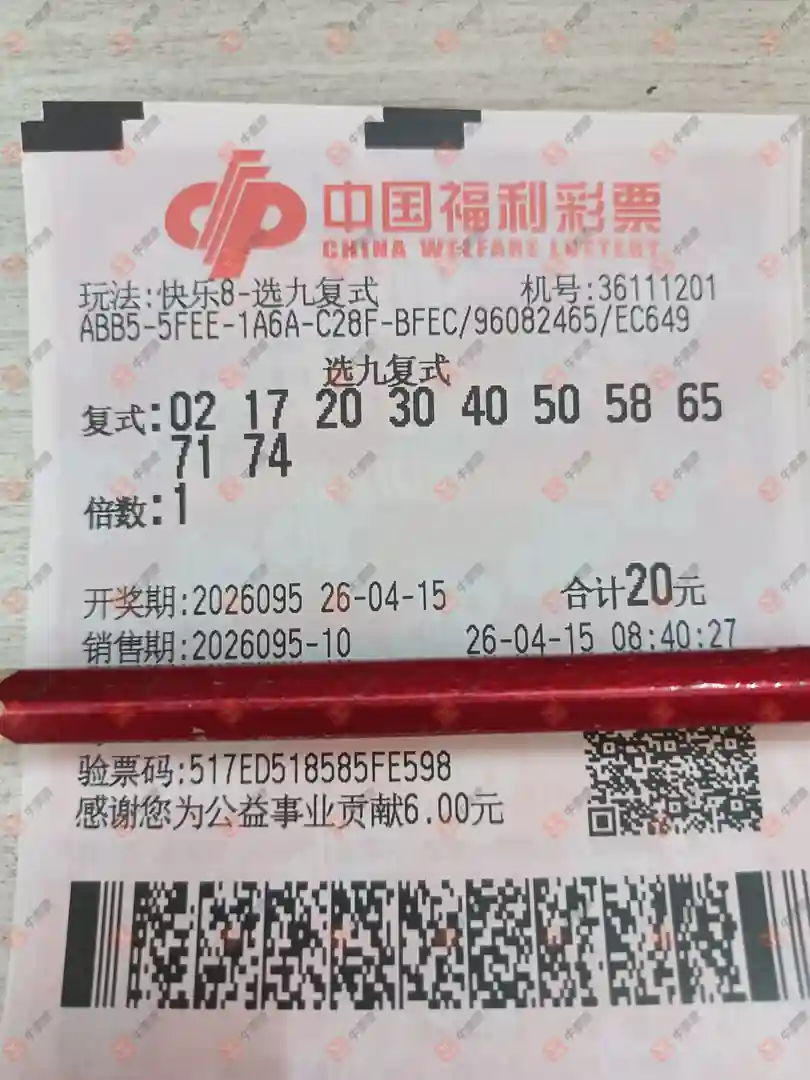 中国福利彩票
CHINA WELFARE LOTTERY
玩法:快乐8-选九复式 机号:36111201
ABB5-5FEE-1A6A-C28F-BFEC/96082465/EC649
选九复式
复式:02 17 20 30 40 50 58 65
71 74
倍数:1
开奖期:2026095 26-04-15 合计20元
销售期:2026095-10 26-04-15 08:40:27
验票码:517ED518585FE598
感谢您为公益事业贡献6.00元